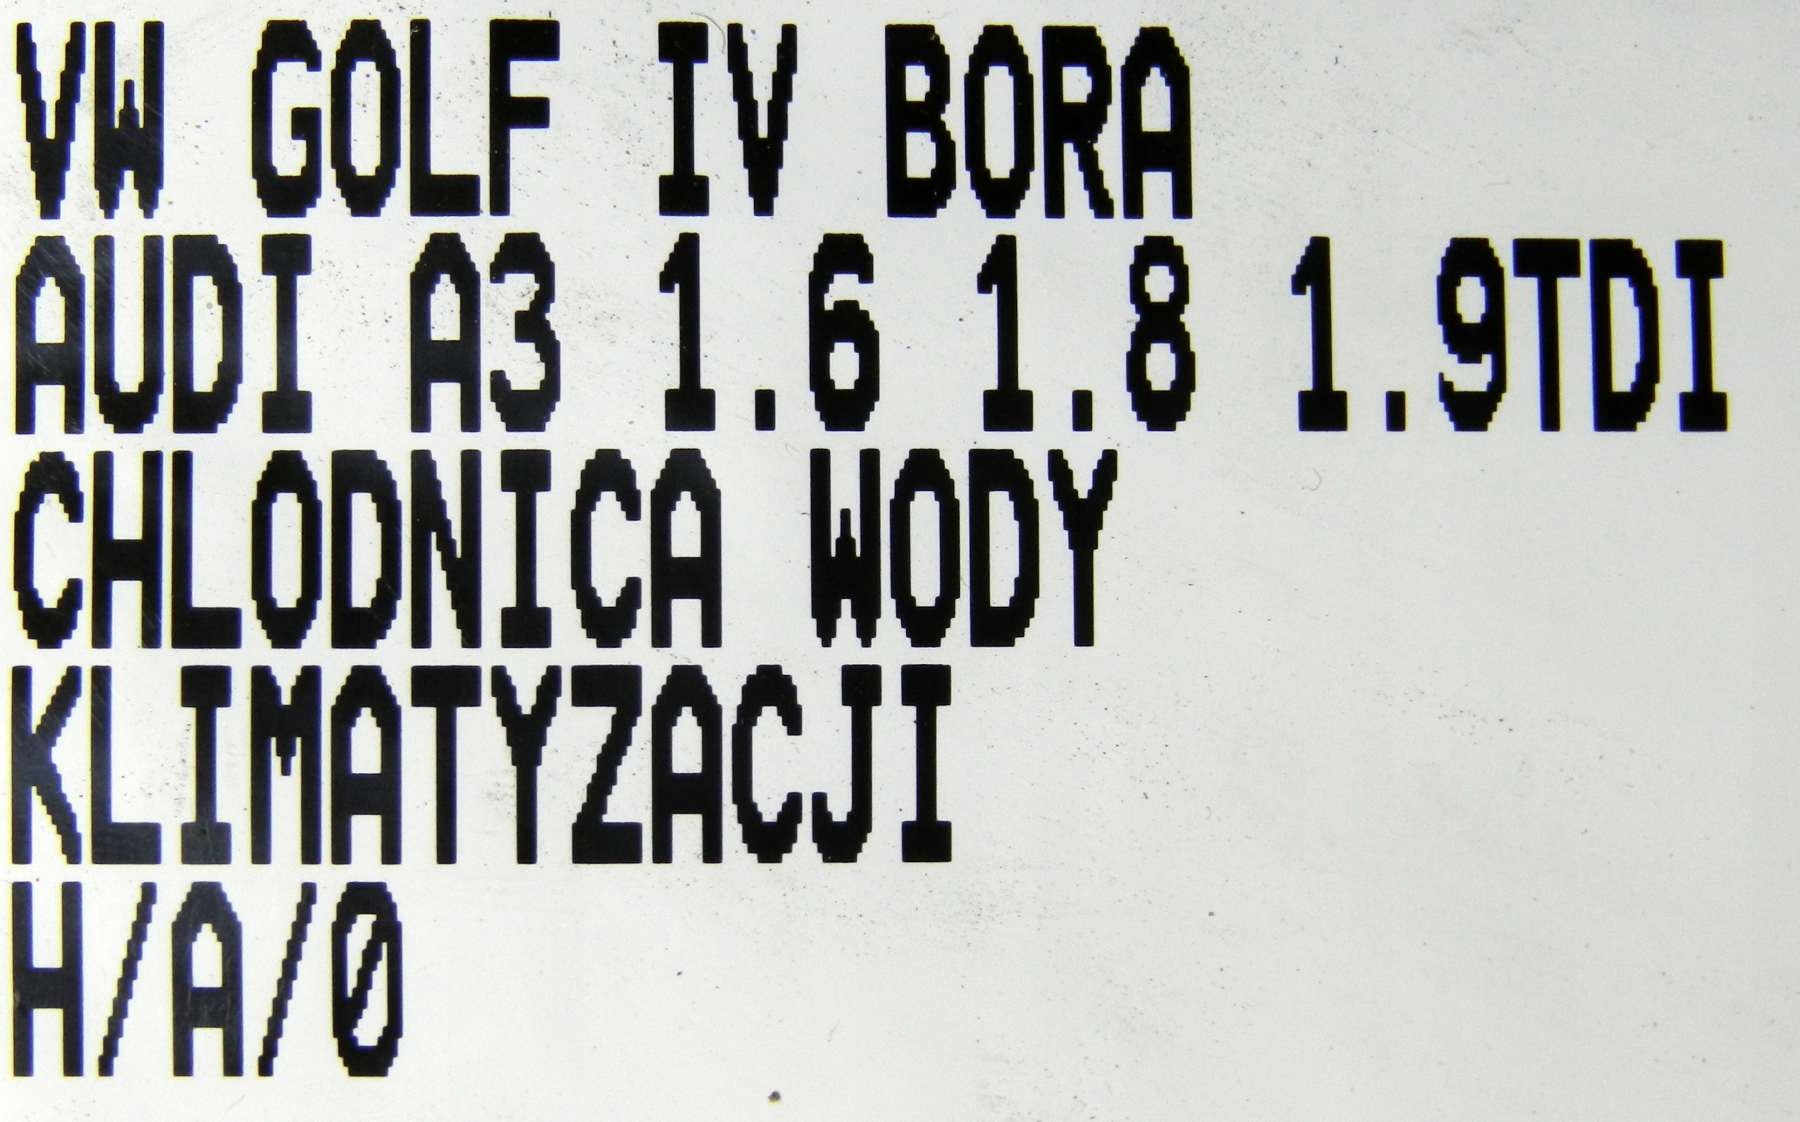 VW GOLF IV BORA
AUDI A3 1.6 1.8 1.9TDI
CHLODNICA WODY
KLIMATYZACJI
H/A/0